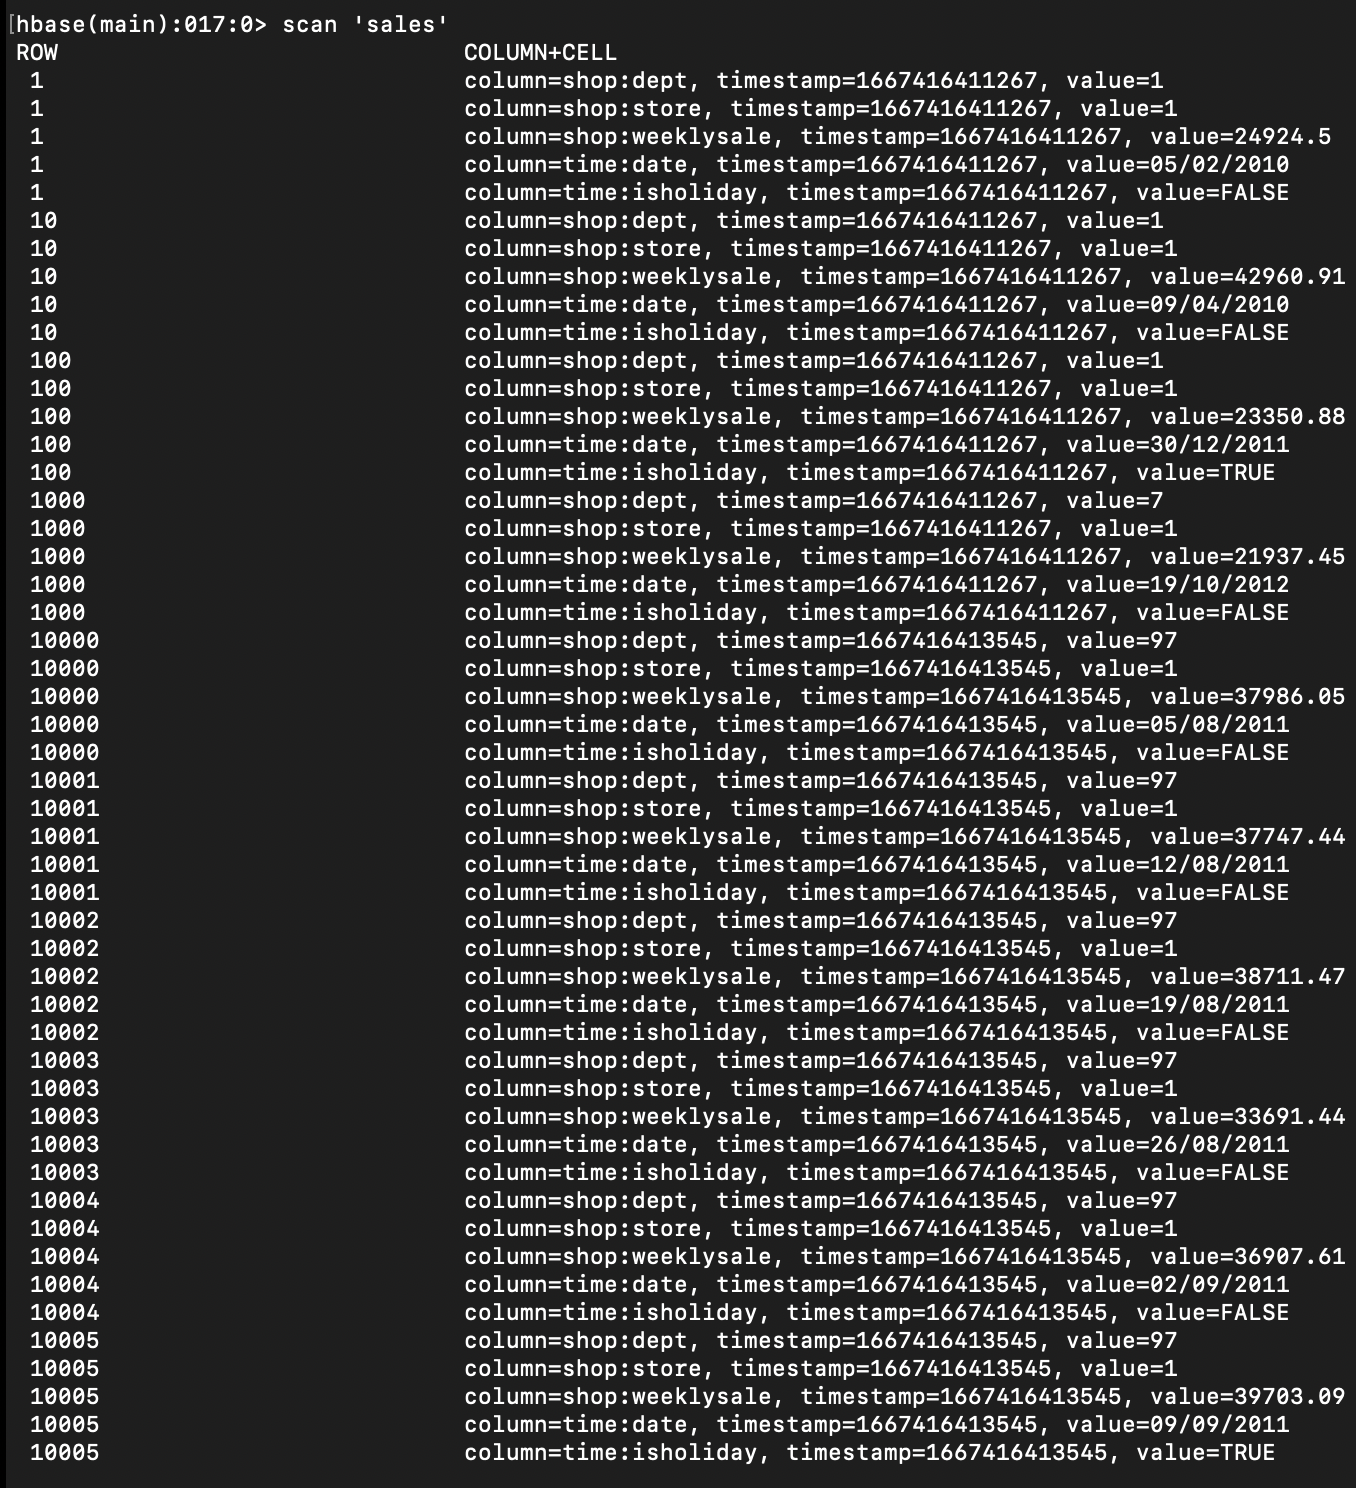 [hbase(main):017:0> scan 'sales'
ROW COLUMN+CELL
1 column=shop:dept, timestamp=1667416411267, value=1
1 column=shop:store, timestamp=1667416411267, value=1
1 column=shop:weeklysale, timestamp=1667416411267, value=24924.5
1 column=time:date, timestamp=1667416411267, value=05/02/2010
1 column=time:isholiday, timestamp=1667416411267, value=FALSE
10 column=shop:dept, timestamp=1667416411267, value=1
10 column=shop:store, timestamp=1667416411267, value=1
10 column=shop:weeklysale, timestamp=1667416411267, value=42960.91
10 column=time:date, timestamp=1667416411267, value=09/04/2010
10 column=time:isholiday, timestamp=1667416411267, value=FALSE
100 column=shop:dept, timestamp=1667416411267, value=1
100 column=shop:store, timestamp=1667416411267, value=1
100 column=shop:weeklysale, timestamp=1667416411267, value=23350.88
100 column=time:date, timestamp=1667416411267, value=30/12/2011
100 column=time:isholiday, timestamp=1667416411267, value=TRUE
1000 column=shop:dept, timestamp=1667416411267, value=7
1000 column=shop:store, timestamp=1667416411267, value=1
1000 column=shop:weeklysale, timestamp=1667416411267, value=21937.45
1000 column=time:date, timestamp=1667416411267, value=19/10/2012
1000 column=time:isholiday, timestamp=1667416411267, value=FALSE
10000 column=shop:dept, timestamp=1667416413545, value=97
10000 column=shop:store, timestamp=1667416413545, value=1
10000 column=shop:weeklysale, timestamp=1667416413545, value=37986.05
10000 column=time:date, timestamp=1667416413545, value=05/08/2011
10000 column=time:isholiday, timestamp=1667416413545, value=FALSE
10001 column=shop:dept, timestamp=1667416413545, value=97
10001 column=shop:store, timestamp=1667416413545, value=1
10001 column=shop:weeklysale, timestamp=1667416413545, value=37747.44
10001 column=time:date, timestamp=1667416413545, value=12/08/2011
10001 column=time:isholiday, timestamp=1667416413545, value=FALSE
10002 column=shop:dept, timestamp=1667416413545, value=97
10002 column=shop:store, timestamp=1667416413545, value=1
10002 column=shop:weeklysale, timestamp=1667416413545, value=38711.47
10002 column=time:date, timestamp=1667416413545, value=19/08/2011
10002 column=time:isholiday, timestamp=1667416413545, value=FALSE
10003 column=shop:dept, timestamp=1667416413545, value=97
10003 column=shop:store, timestamp=1667416413545, value=1
10003 column=shop:weeklysale, timestamp=1667416413545, value=33691.44
10003 column=time:date, timestamp=1667416413545, value=26/08/2011
10003 column=time:isholiday, timestamp=1667416413545, value=FALSE
10004 column=shop:dept, timestamp=1667416413545, value=97
10004 column=shop:store, timestamp=1667416413545, value=1
10004 column=shop:weeklysale, timestamp=1667416413545, value=36907.61
10004 column=time:date, timestamp=1667416413545, value=02/09/2011
10004 column=time:isholiday, timestamp=1667416413545, value=FALSE
10005 column=shop:dept, timestamp=1667416413545, value=97
10005 column=shop:store, timestamp=1667416413545, value=1
10005 column=shop:weeklysale, timestamp=1667416413545, value=39703.09
10005 column=time:date, timestamp=1667416413545, value=09/09/2011
10005 column=time:isholiday, timestamp=1667416413545, value=TRUE